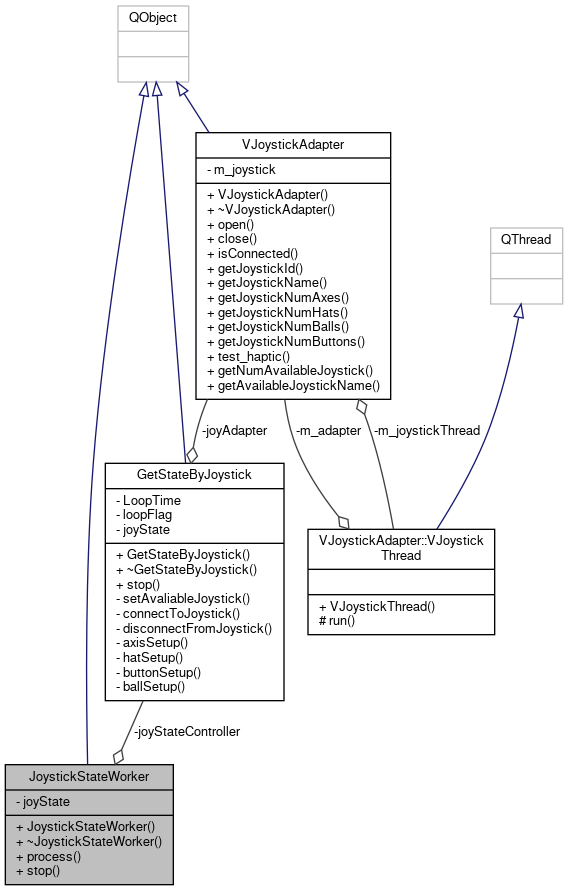 QObject
VJoystickAdapter
- m_joystick
+ VJoystickAdapter()
+ ~VJoystickAdapter()
+ open()
+ close()
+ isConnected()
+ getJoystickId()
+ getJoystickName()
+ getJoystickNumAxes()
+ getJoystickNumHats()
+ getJoystickNumBalls()
+ getJoystickNumButtons()
+ test_haptic()
+ getNumAvailableJoystick()
+ getAvailableJoystickName()
QThread
-joyAdapter
-m_adapter
-m_joystickThread
GetStateByJoystick
- LoopTime
- loopFlag
- joyState
+ GetStateByJoystick()
+ ~GetStateByJoystick()
+ stop()
- setAvaliableJoystick()
- connectToJoystick()
- disconnectFromJoystick()
- axisSetup()
- hatSetup()
- buttonSetup()
- ballSetup()
VJoystickAdapter::VJoystick
Thread
+ VJoystickThread()
# run()
-joyStateController
JoystickStateWorker
- joyState
+ JoystickStateWorker()
+ ~JoystickStateWorker()
+ process()
+ stop()